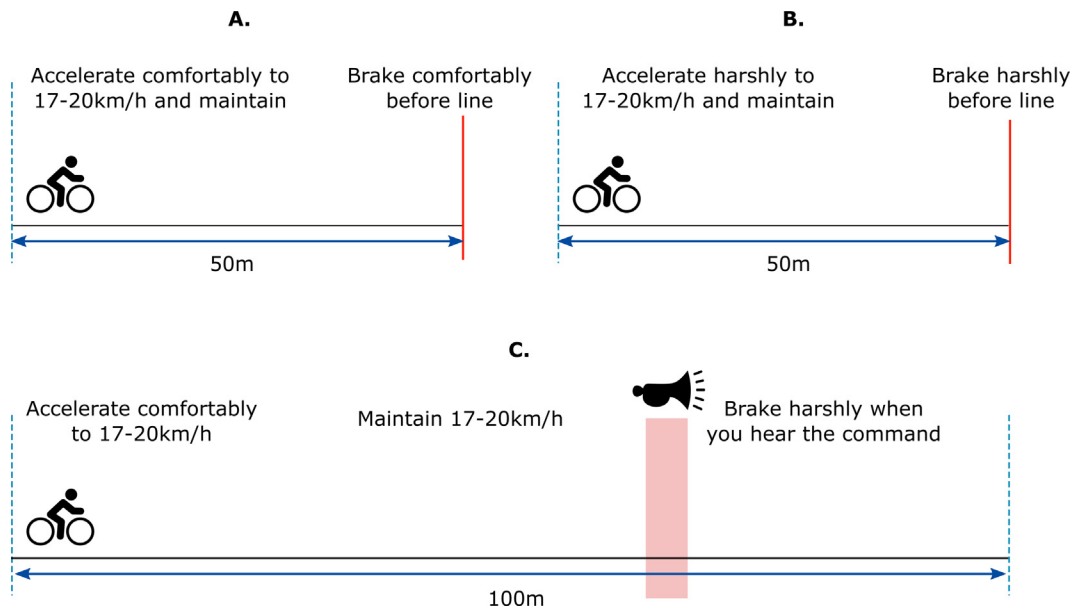 A.
Accelerate comfortably to
17-20km/h and maintain
Brake comfortably
before line
50m
B.
Accelerate harshly to
17-20km/h and maintain
Brake harshly
before line
50m
C.
Accelerate comfortably
to 17-20km/h
Maintain 17-20km/h
Brake harshly when
you hear the command
100m